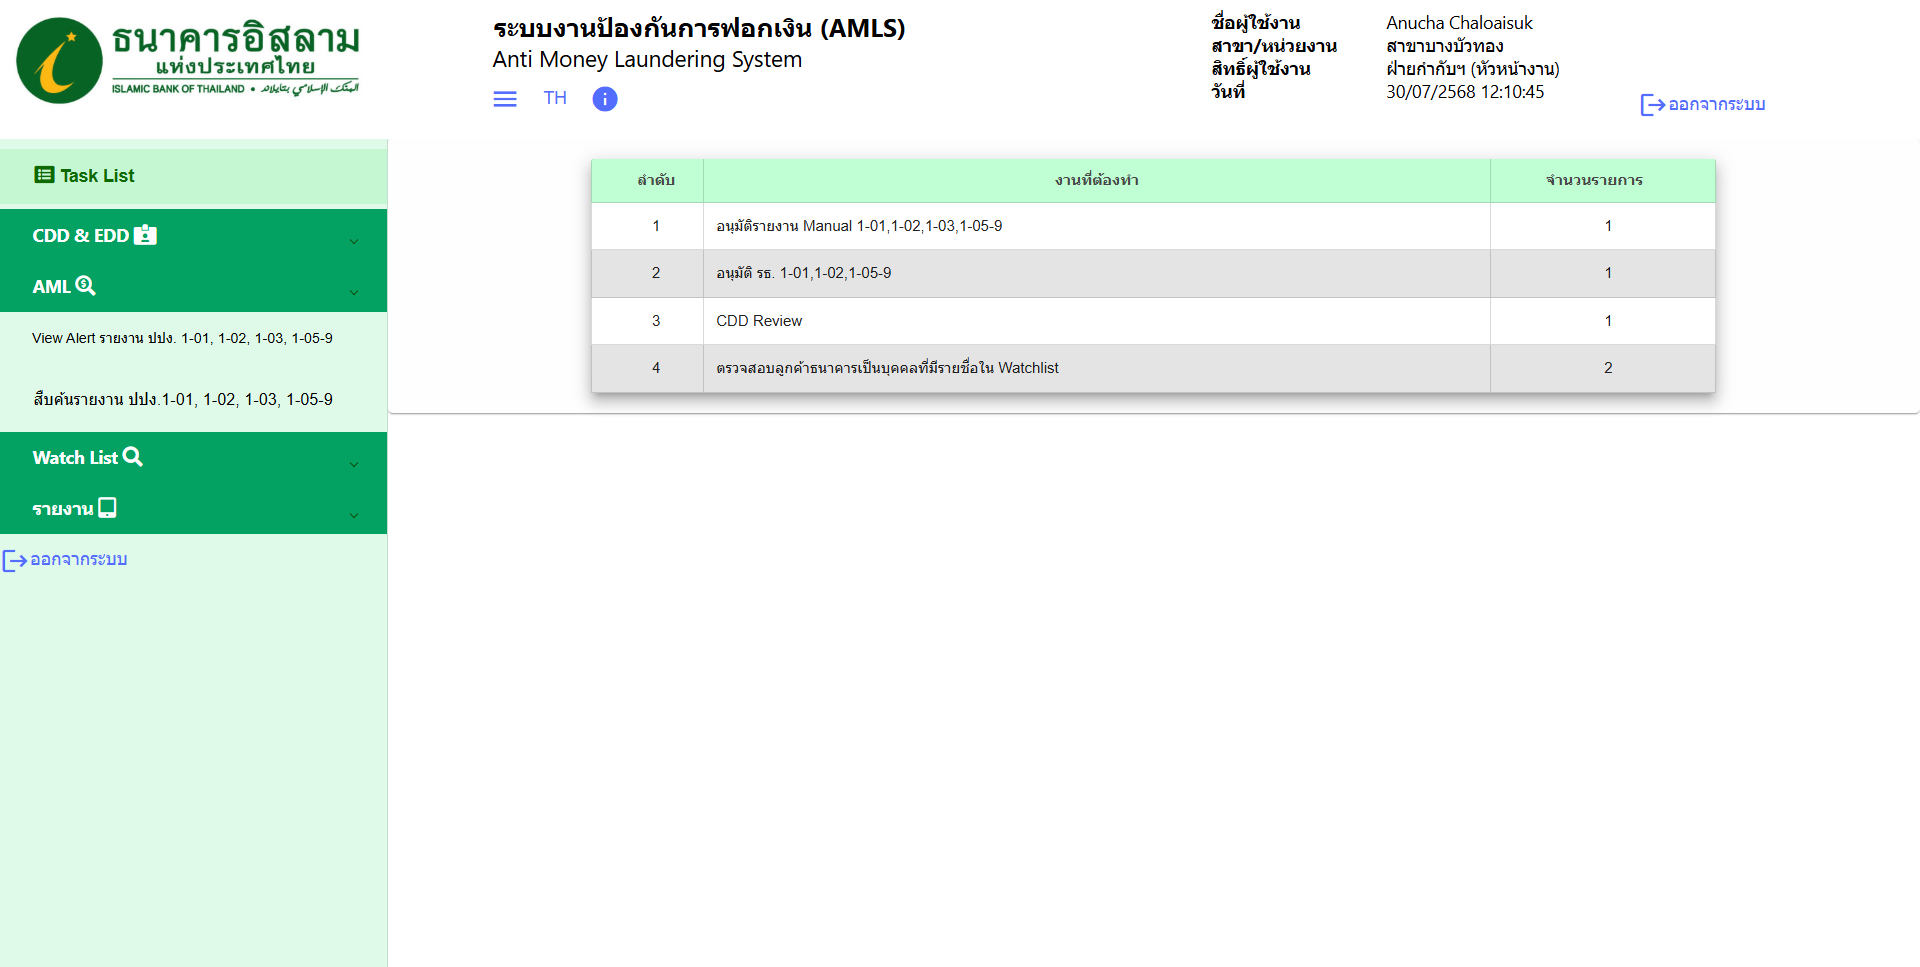 ธนาคารอิสลาม
แห่งประเทศไทย
ISLAMIC BANK OF THAILAND • البنك الإسلامي بتايلاند
ระบบงานป้องกันการฟอกเงิน (AMLS)
Anti Money Laundering System
TH
ชื่อผู้ใช้งาน Anucha Chaloaisuk
สาขา/หน่วยงาน สาขาบางบัวทอง
สิทธิ์ผู้ใช้งาน ฝ่ายกำกับฯ (หัวหน้างาน)
วันที่ 30/07/2568 12:10:45
ออกจากระบบ
Task List
CDD & EDD
AML
View Alert รายงาน ปปง. 1-01, 1-02, 1-03, 1-05-9
สืบค้นรายงาน ปปง.1-01, 1-02, 1-03, 1-05-9
Watch List
รายงาน
ออกจากระบบ
ลำดับ งานที่ต้องทำ จำนวนรายการ
1 อนุมัติรายงาน Manual 1-01,1-02,1-03,1-05-9 1
2 อนุมัติ รธ. 1-01,1-02,1-05-9 1
3 CDD Review 1
4 ตรวจสอบลูกค้าธนาคารเป็นบุคคลที่มีรายชื่อใน Watchlist 2